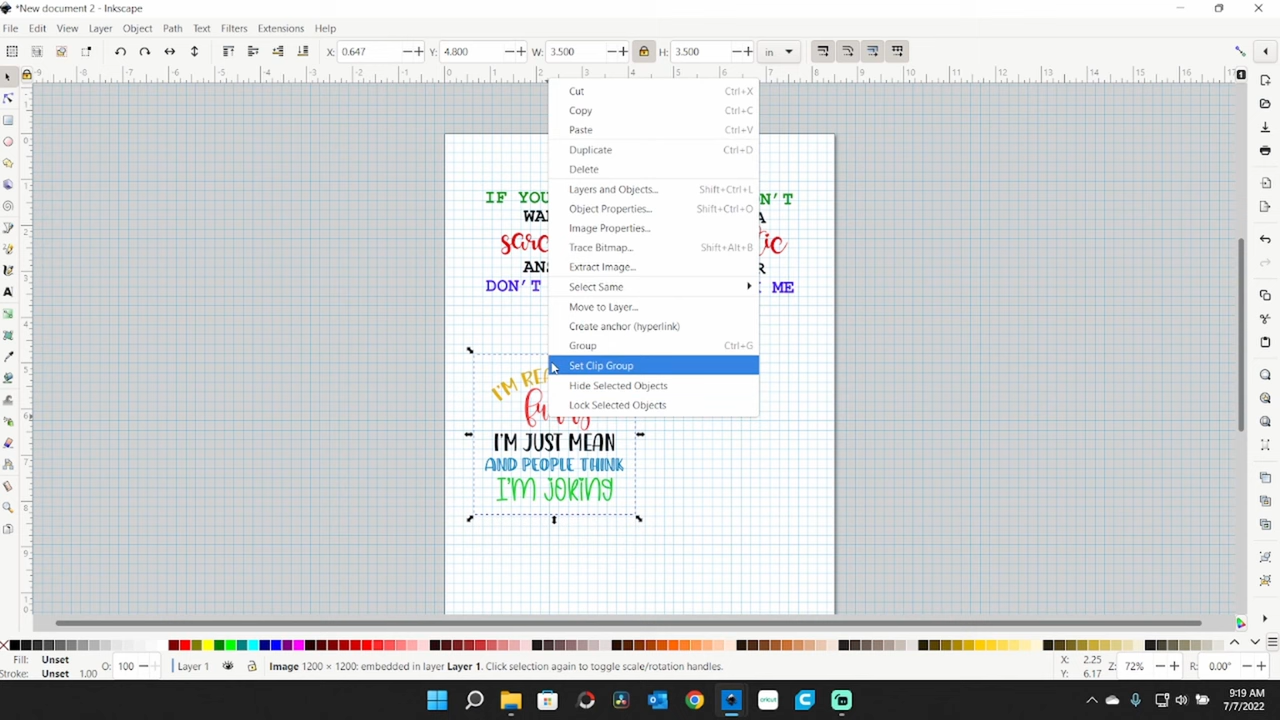 *New document 2 - Inkscape
File Edit View Layer Object Path Text Filters Extensions Help
X: 0.647 Y: 4.800 W: 3.500 H: 3.500 in
Cut Ctrl+X
Copy Ctrl+C
Paste Ctrl+V
Duplicate Ctrl+D
Delete
Layers and Objects... Shift+Ctrl+L
Object Properties... Shift+Ctrl+O
Image Properties...
Trace Bitmap... Shift+Alt+B
Extract Image...
Select Same
Move to Layer...
Create anchor (hyperlink)
Group Ctrl+G
Set Clip Group
Hide Selected Objects
Lock Selected Objects
IF YOU N'T
WA A
sarc tic
ANS R
DON'T ME
I'M REA
I'M JUST MEAN
AND PEOPLE THINK
I'M JOKING
Fill: Unset
Stroke: Unset 1.00
O: 100
Layer 1
Image 1200 × 1200: embedded in layer Layer 1. Click selection again to toggle scale/rotation handles.
X: 2.25
Y: 6.17
Z: 72%
R: 0.00°
9:19 AM
7/7/2022